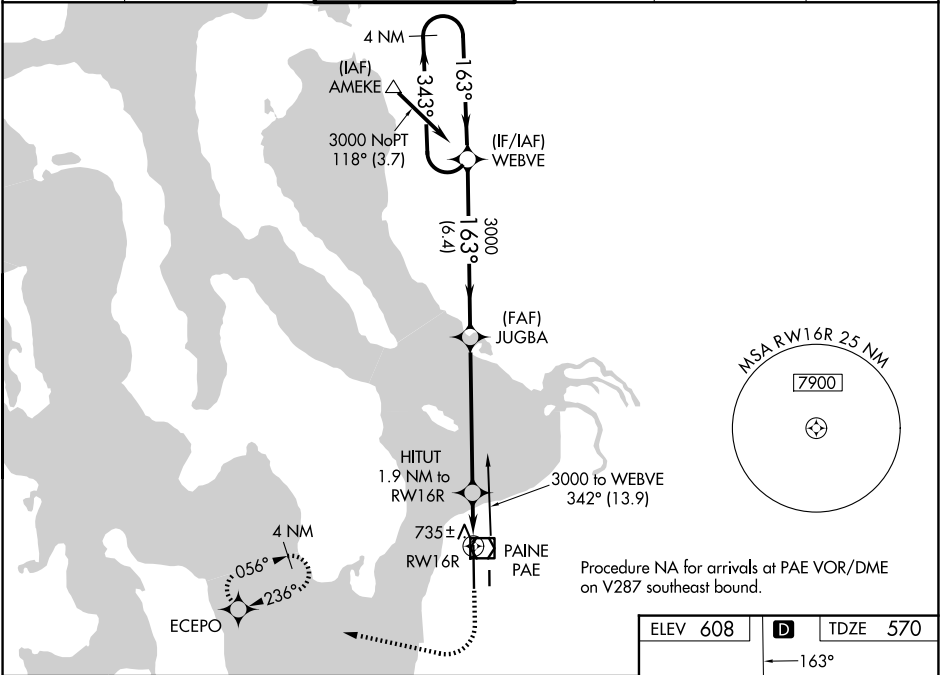 4 NM
(IAF)
AMEKE
343°
163°
3000 NoPT
118° (3.7)
(IF/IAF)
WEBVE
3000
163°
(6.4)
(FAF)
JUGBA
MSA RW16R 25 NM
7900
HITUT
1.9 NM to
RW16R
3000 to WEBVE
342° (13.9)
735±
RW16R
PAINE
PAE
4 NM
056°
236°
ECEPO
Procedure NA for arrivals at PAE VOR/DME
on V287 southeast bound.
ELEV 608
D
TDZE 570
163°